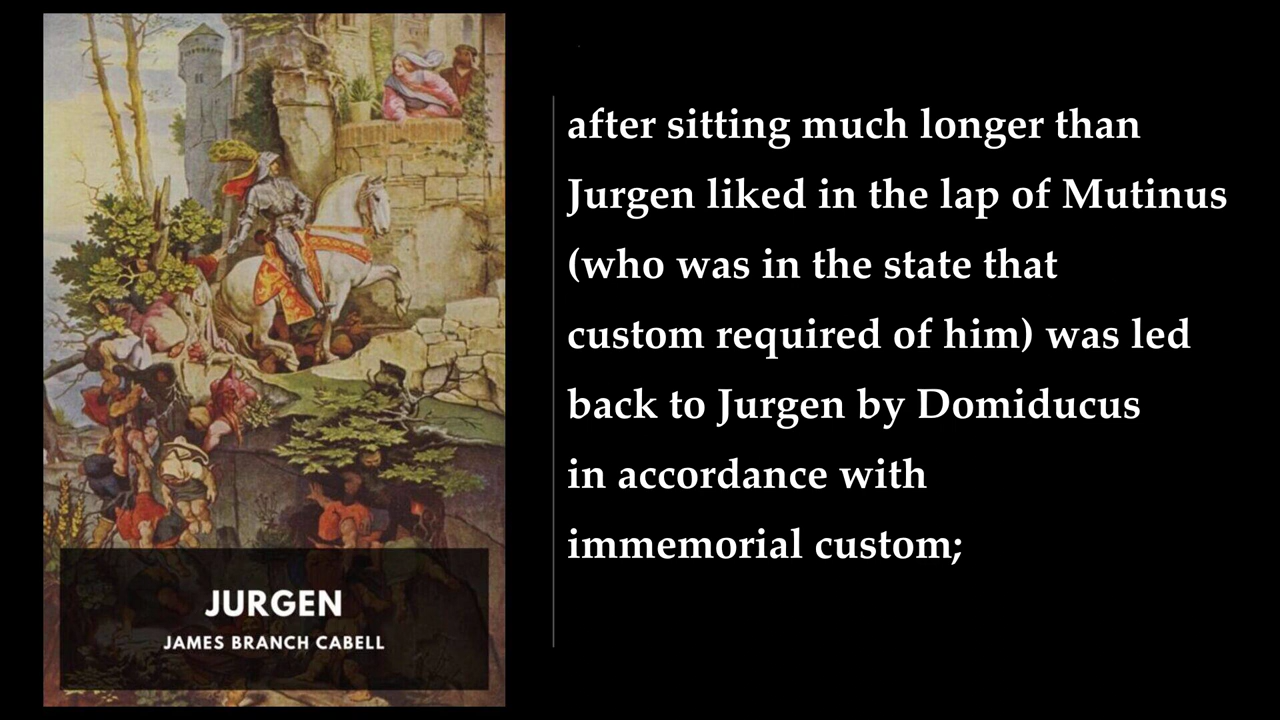 after sitting much longer than
Jurgen liked in the lap of Mutinus
(who was in the state that
custom required of him) was led
back to Jurgen by Domiducus
in accordance with
immemorial custom;
JURGEN
JAMES BRANCH CABELL